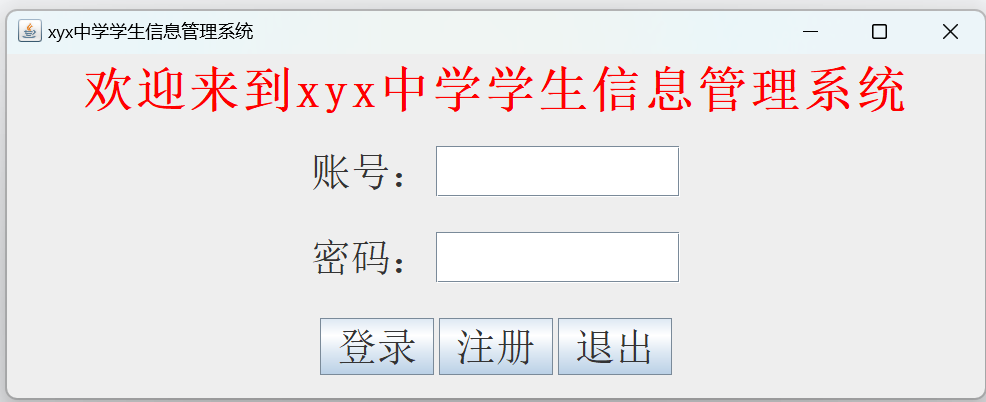 xyx中学学生信息管理系统
欢迎来到xyx中学学生信息管理系统
账号：
密码：
登录 注册 退出